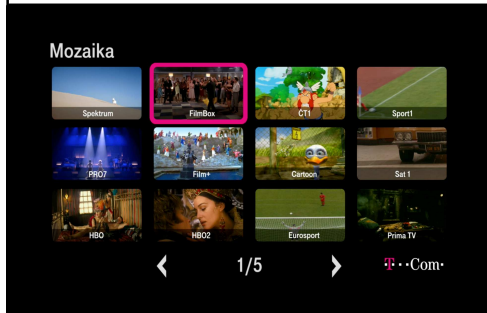 Mozaika
Spektrum
FilmBox
ČT1
Sport1
PRO7
Film+
Cartoon
Sat 1
HBO
HBO2
Eurosport
Prima TV
1/5
T··Com·